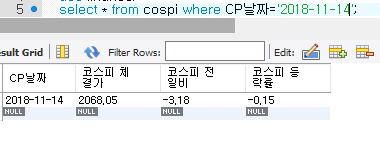 5 select * from cospi where CP날짜='2018-11-14';
Result Grid Filter Rows: Edit:
CP날짜 코스피 체결가 코스피 전일비 코스피 등락율
2018-11-14 2068,05 -3,18 -0,15
NULL NULL NULL NULL